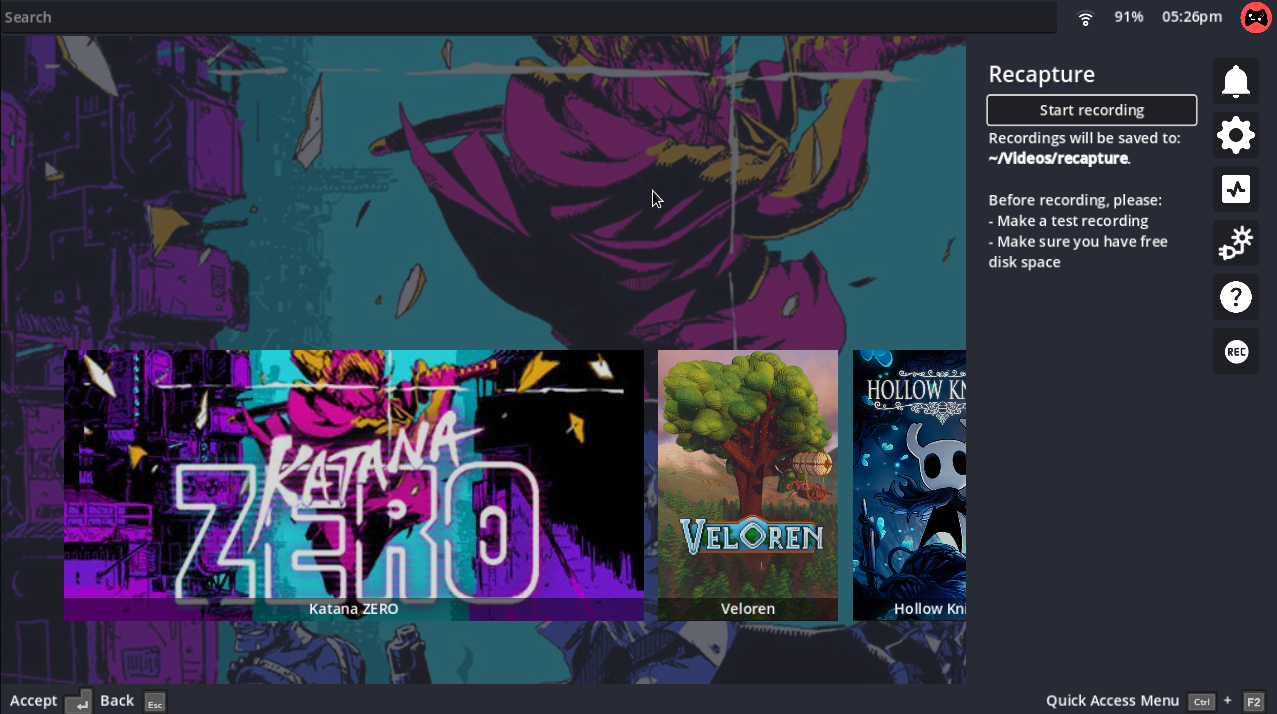 Search
91% 05:26pm
Recapture
Start recording
Recordings will be saved to:
~/Videos/recapture.
Before recording, please:
- Make a test recording
- Make sure you have free
disk space
?
REC
KATANA
ZERO
Katana ZERO
VELOREN
Veloren
HOLLOW KN
Hollow Kni
Accept Back Esc
Quick Access Menu Ctrl + F2